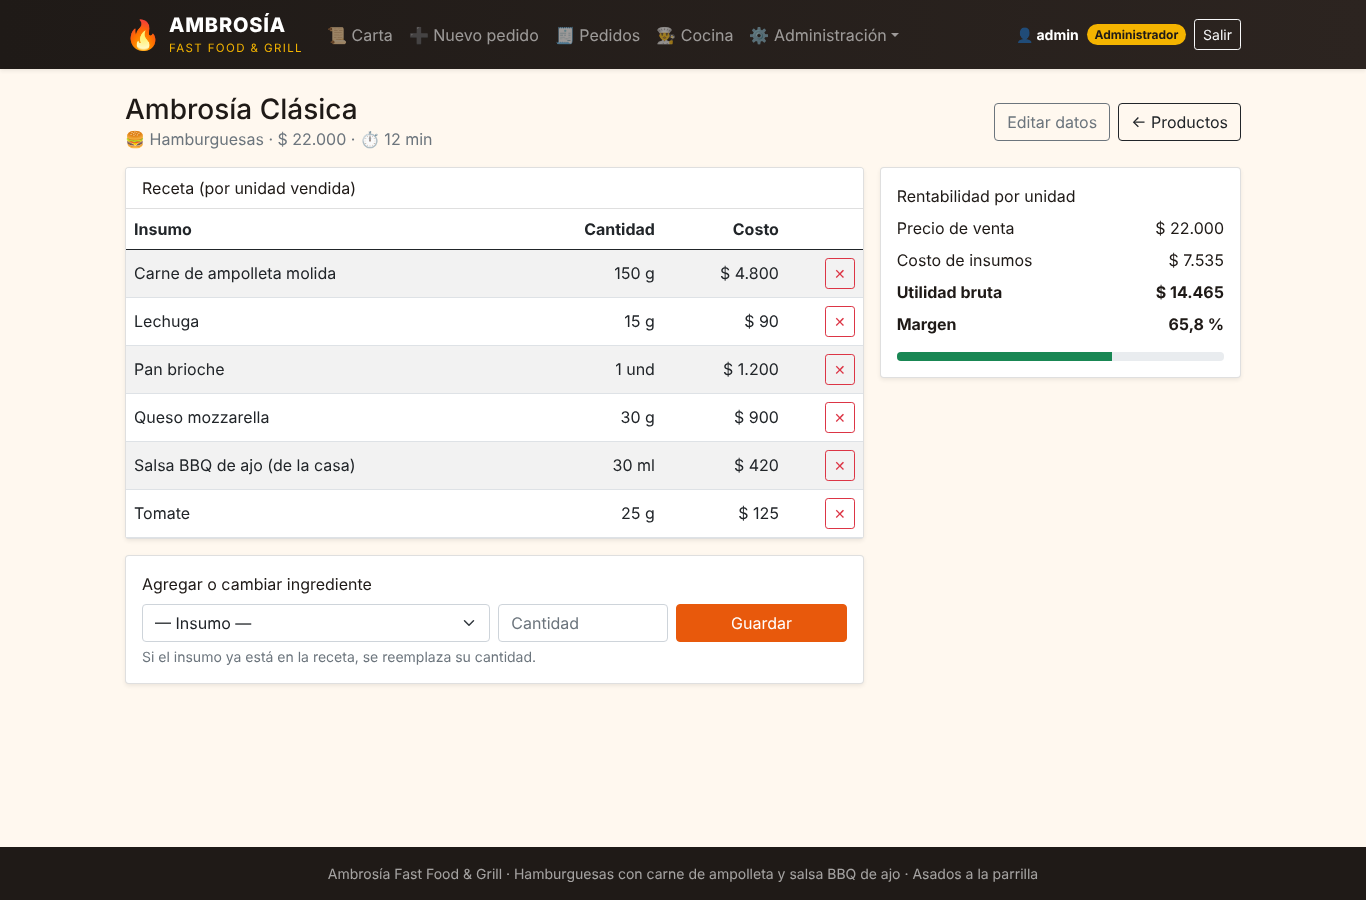 AMBROSÍA
FAST FOOD & GRILL
Carta
Nuevo pedido
Pedidos
Cocina
Administración
admin
Administrador
Salir
Ambrosía Clásica
Hamburguesas · $ 22.000 · ⏱ 12 min
Editar datos
← Productos
Receta (por unidad vendida)
Insumo Cantidad Costo
Carne de ampolleta molida 150 g $ 4.800 ×
Lechuga 15 g $ 90 ×
Pan brioche 1 und $ 1.200 ×
Queso mozzarella 30 g $ 900 ×
Salsa BBQ de ajo (de la casa) 30 ml $ 420 ×
Tomate 25 g $ 125 ×
Agregar o cambiar ingrediente
— Insumo — Cantidad Guardar
Si el insumo ya está en la receta, se reemplaza su cantidad.
Rentabilidad por unidad
Precio de venta $ 22.000
Costo de insumos $ 7.535
Utilidad bruta $ 14.465
Margen 65,8 %
Ambrosía Fast Food & Grill · Hamburguesas con carne de ampolleta y salsa BBQ de ajo · Asados a la parrilla